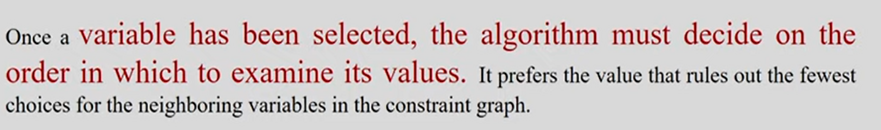 Once a variable has been selected, the algorithm must decide on the
order in which to examine its values. It prefers the value that rules out the fewest
choices for the neighboring variables in the constraint graph.